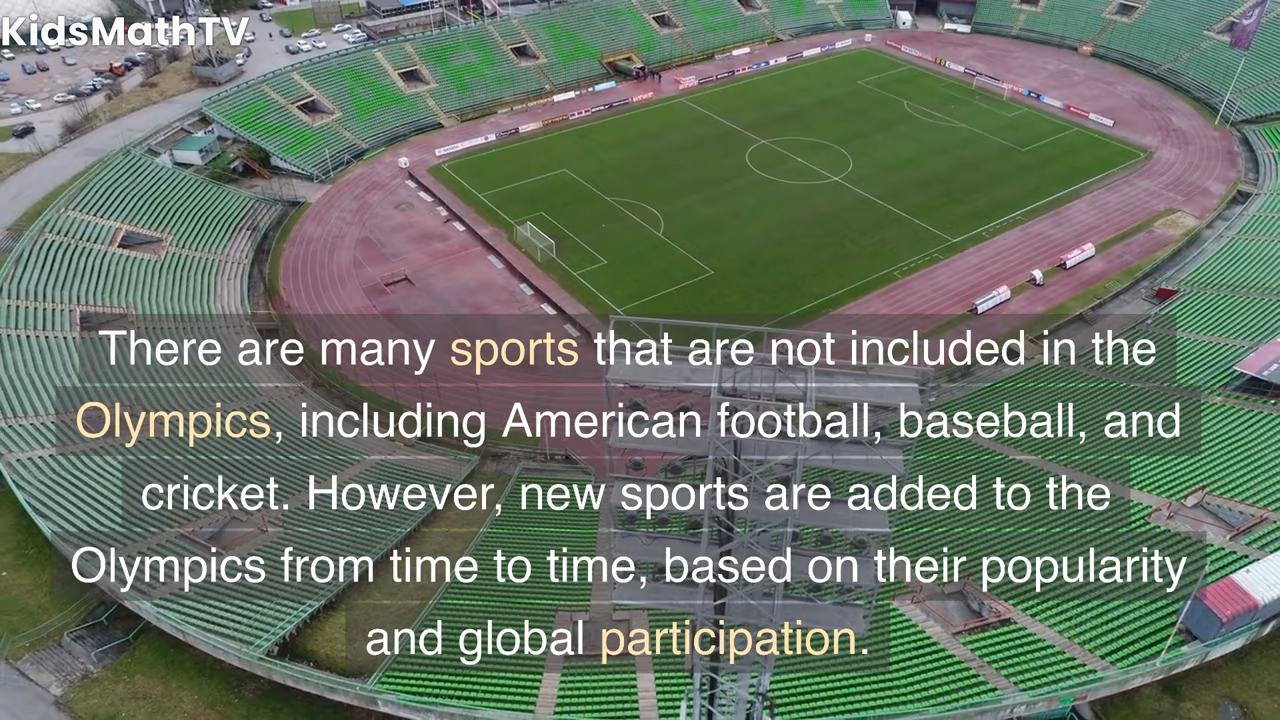 KidsMathTV
There are many sports that are not included in the
Olympics, including American football, baseball, and
cricket. However, new sports are added to the
Olympics from time to time, based on their popularity
and global participation.